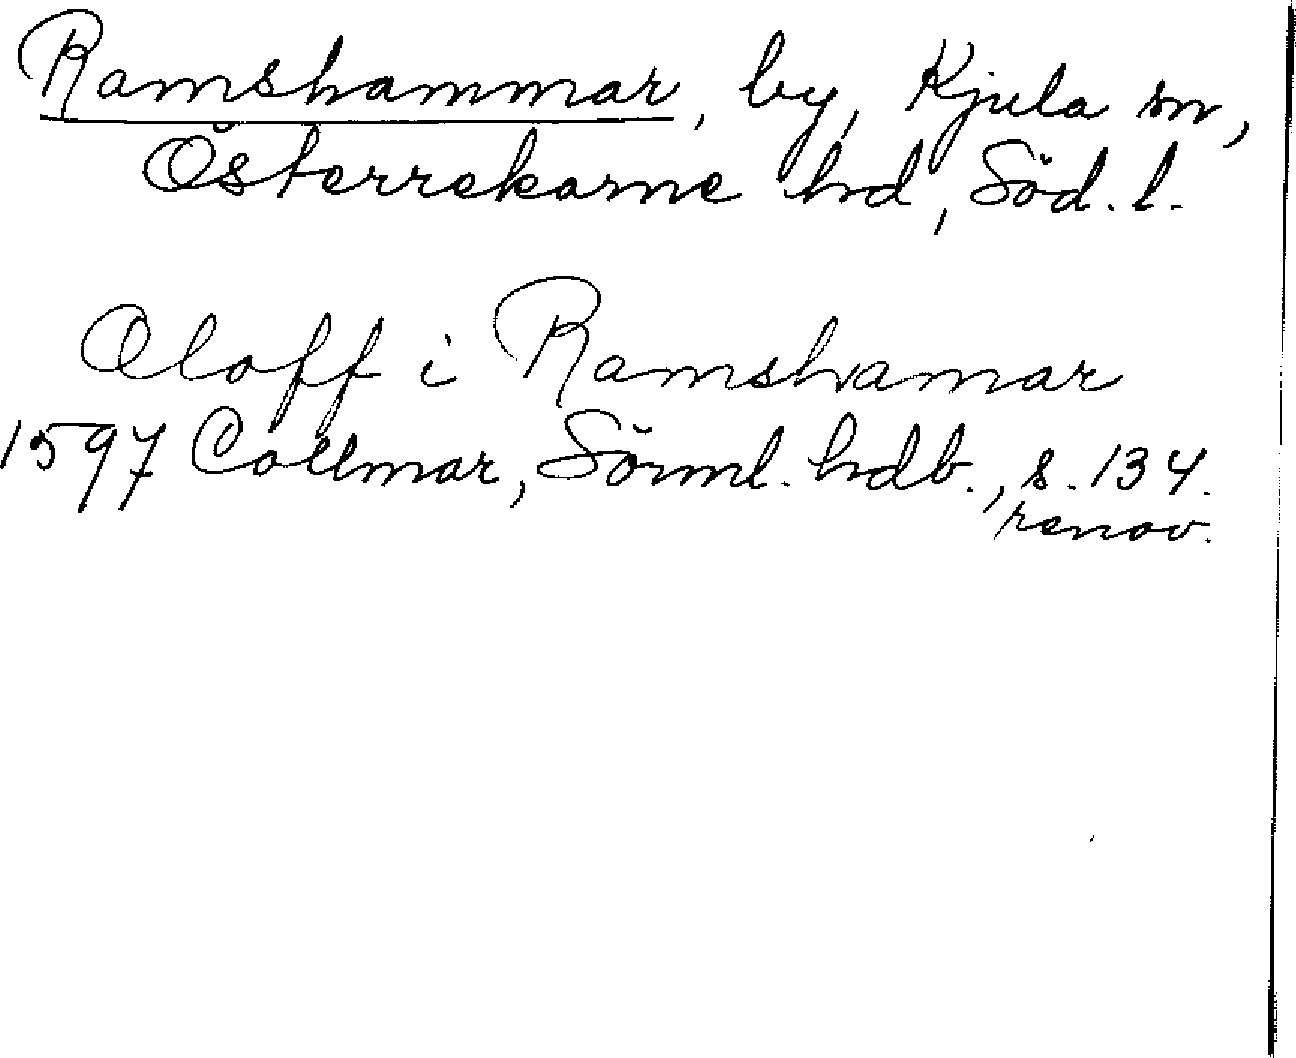 Ramshammar, by, Kjula sn,
Österrekarne hd, Söd. l.
Oloff i Ramshamar
1597 Collmar, Sörml. hdb., s. 134.
renov.